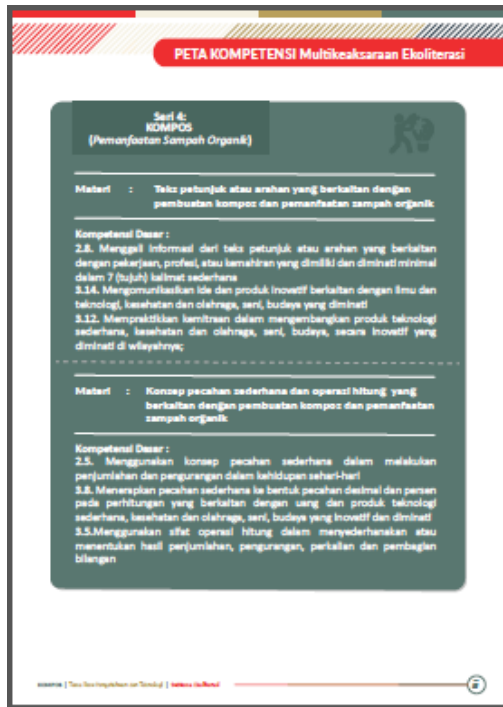 PETA KOMPETENSI Multikeaksaraan Ekoliterasi
Seri 4:
KOMPOS
(Pemanfaatan Sampah Organik)
Materi : Teks petunjuk atau arahan yang berkaitan dengan
pembuatan kompos dan pemanfaatan sampah organik
Kompetensi Dasar :
2.8. Menggali informasi dari teks petunjuk atau arahan yang berkaitan
dengan pekerjaan, profesi, atau kemahiran yang dimiliki dan diminati minimal
dalam 7 (tujuh) kalimat sederhana
3.14. Mengomunikasikan ide dan produk inovatif berkaitan dengan ilmu dan
teknologi, kesehatan dan olahraga, seni, budaya yang diminati
3.12. Mempraktikkan kemitraan dalam mengembangkan produk teknologi
sederhana, kesehatan dan olahraga, seni, budaya, secara inovatif yang
diminati di wilayahnya;
Materi : Konsep pecahan sederhana dan operasi hitung yang
berkaitan dengan pembuatan kompos dan pemanfaatan
sampah organik
Kompetensi Dasar :
2.5. Menggunakan konsep pecahan sederhana dalam melakukan
penjumlahan dan pengurangan dalam kehidupan sehari-hari
3.8. Menerapkan pecahan sederhana ke bentuk pecahan desimal dan persen
pada perhitungan yang berkaitan dengan uang dan produk teknologi
sederhana, kesehatan dan olahraga, seni, budaya yang inovatif dan diminati
3.5.Menggunakan sifat operasi hitung dalam menyederhanakan atau
menentukan hasil penjumlahan, pengurangan, perkalian dan pembagian
bilangan
KOMPOS |